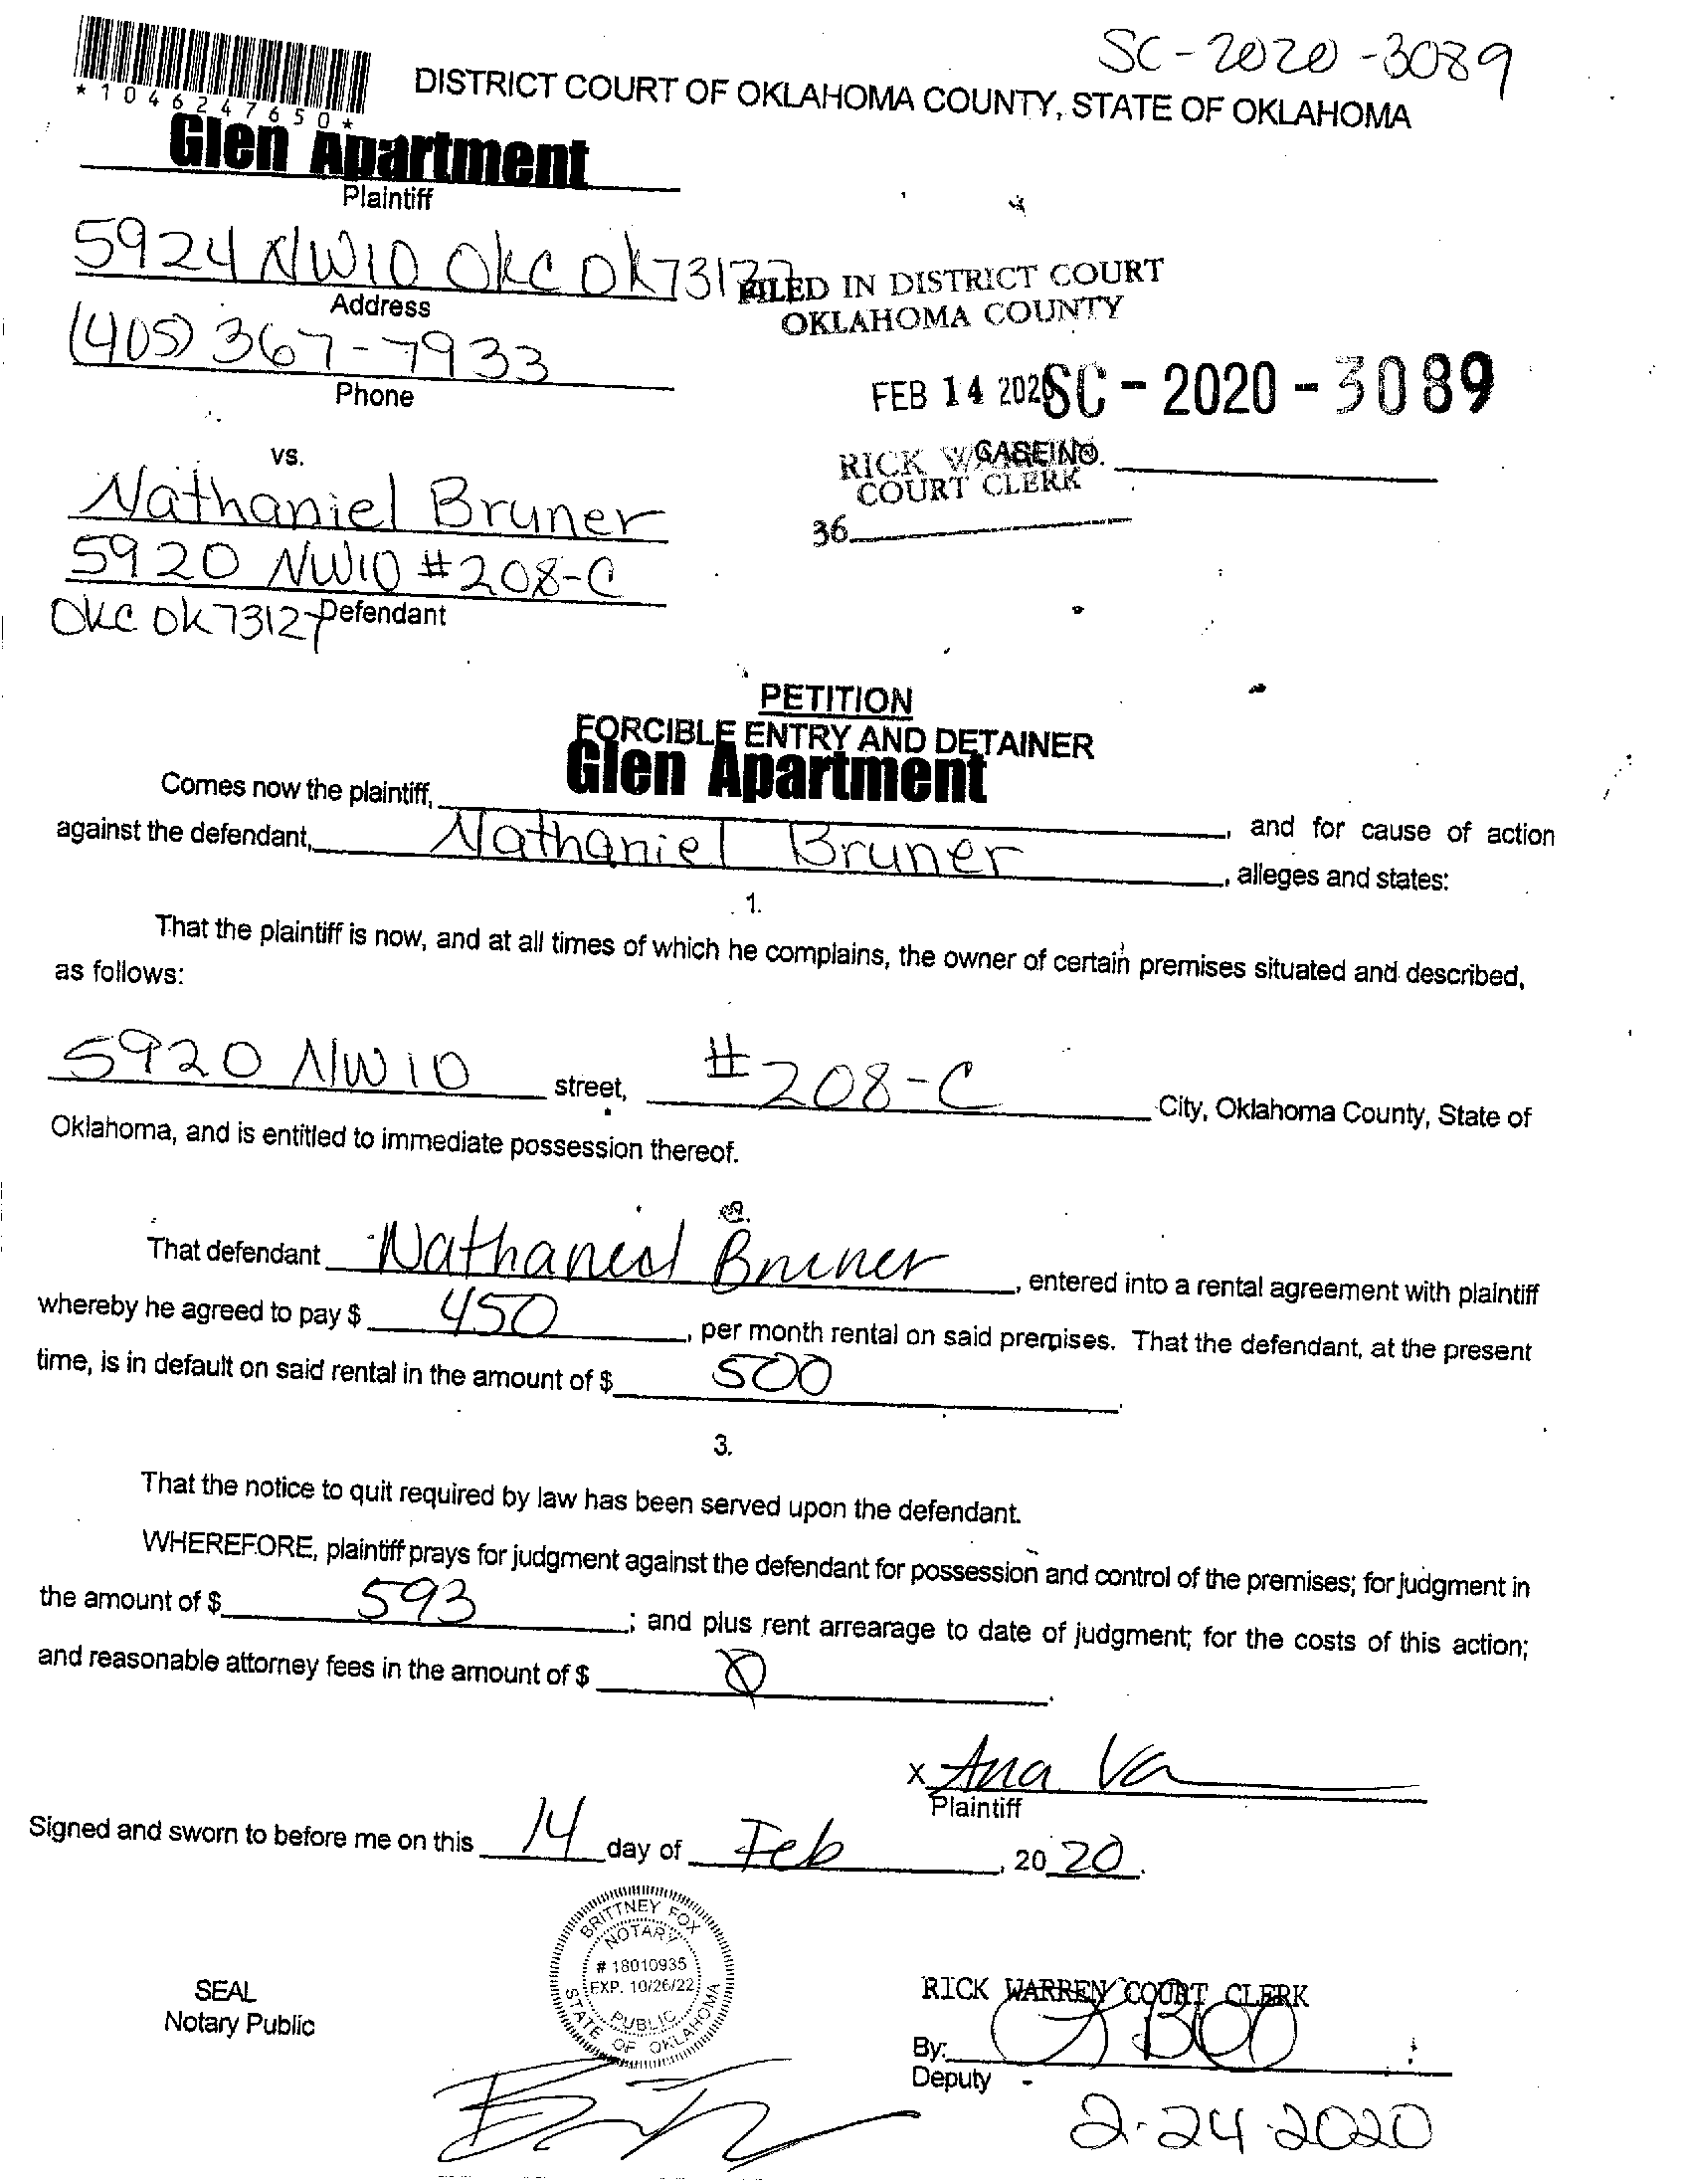 SC-2020-3089
*1046247650*
DISTRICT COURT OF OKLAHOMA COUNTY, STATE OF OKLAHOMA
Glen Apartment
Plaintiff
5924 NW10 OKC OK 73127
Address
FILED IN DISTRICT COURT
OKLAHOMA COUNTY
(405) 367-7933
Phone
FEB 14 2020
SC-2020-3089
vs.
RICK WARREN
CASE NO.
COURT CLERK
36
Nathaniel Bruner
5920 NW10 #208-C
OKC OK 73127
Defendant
PETITION
FORCIBLE ENTRY AND DETAINER
Glen Apartment
Comes now the plaintiff, , and for cause of action
against the defendant, Nathaniel Bruner, alleges and states:
1.
That the plaintiff is now, and at all times of which he complains, the owner of certain premises situated and described,
as follows:
5920 NW10 street, #208-C City, Oklahoma County, State of
Oklahoma, and is entitled to immediate possession thereof.
That defendant Nathaniel Bruner, entered into a rental agreement with plaintiff
whereby he agreed to pay $ 450, per month rental on said premises. That the defendant, at the present
time, is in default on said rental in the amount of $ 500.
3.
That the notice to quit required by law has been served upon the defendant.
WHEREFORE, plaintiff prays for judgment against the defendant for possession and control of the premises; for judgment in
the amount of $ 593; and plus rent arrearage to date of judgment; for the costs of this action;
and reasonable attorney fees in the amount of $ 0.
x Ana Va
Plaintiff
Signed and sworn to before me on this 14 day of Feb, 2020.
BRITTNEY FOX
NOTARY
# 18010935
EXP. 10/26/22
PUBLIC
STATE OF OKLAHOMA
SEAL
Notary Public
RICK WARREN COURT CLERK
By:
Deputy
2-24-2020